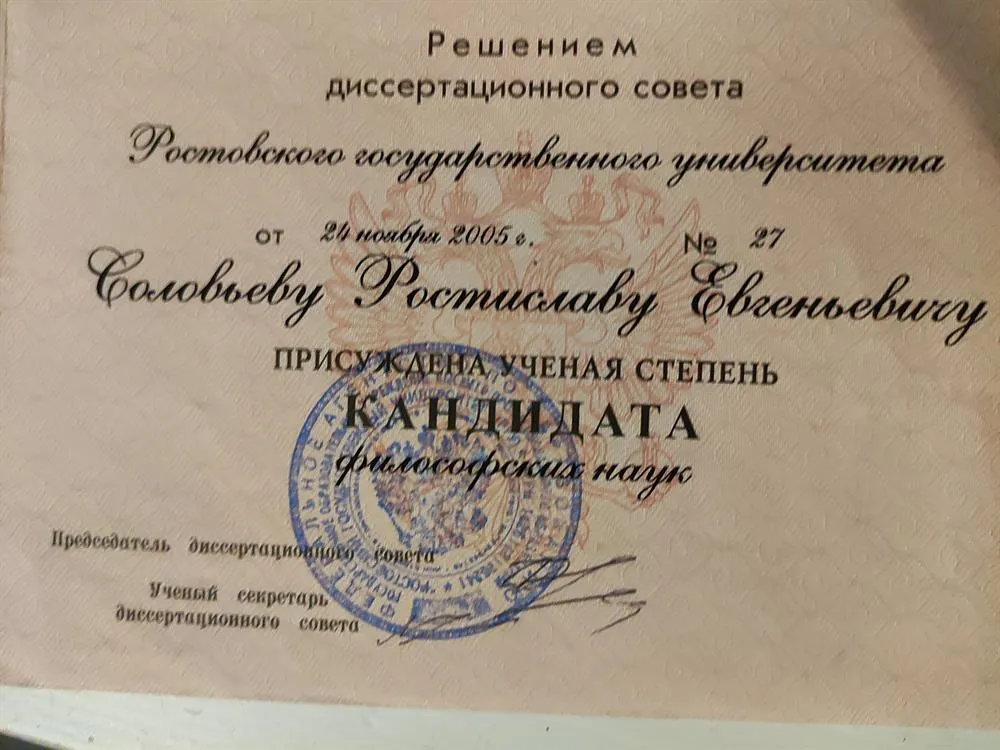 Решением
диссертационного совета
Ростовского государственного университета
от 24 ноября 2005 г. № 27
Соловьеву Ростиславу Евгеньевичу
ПРИСУЖДЕНА УЧЕНАЯ СТЕПЕНЬ
КАНДИДАТА
философских наук
Председатель диссертационного совета
Ученый секретарь
диссертационного совета